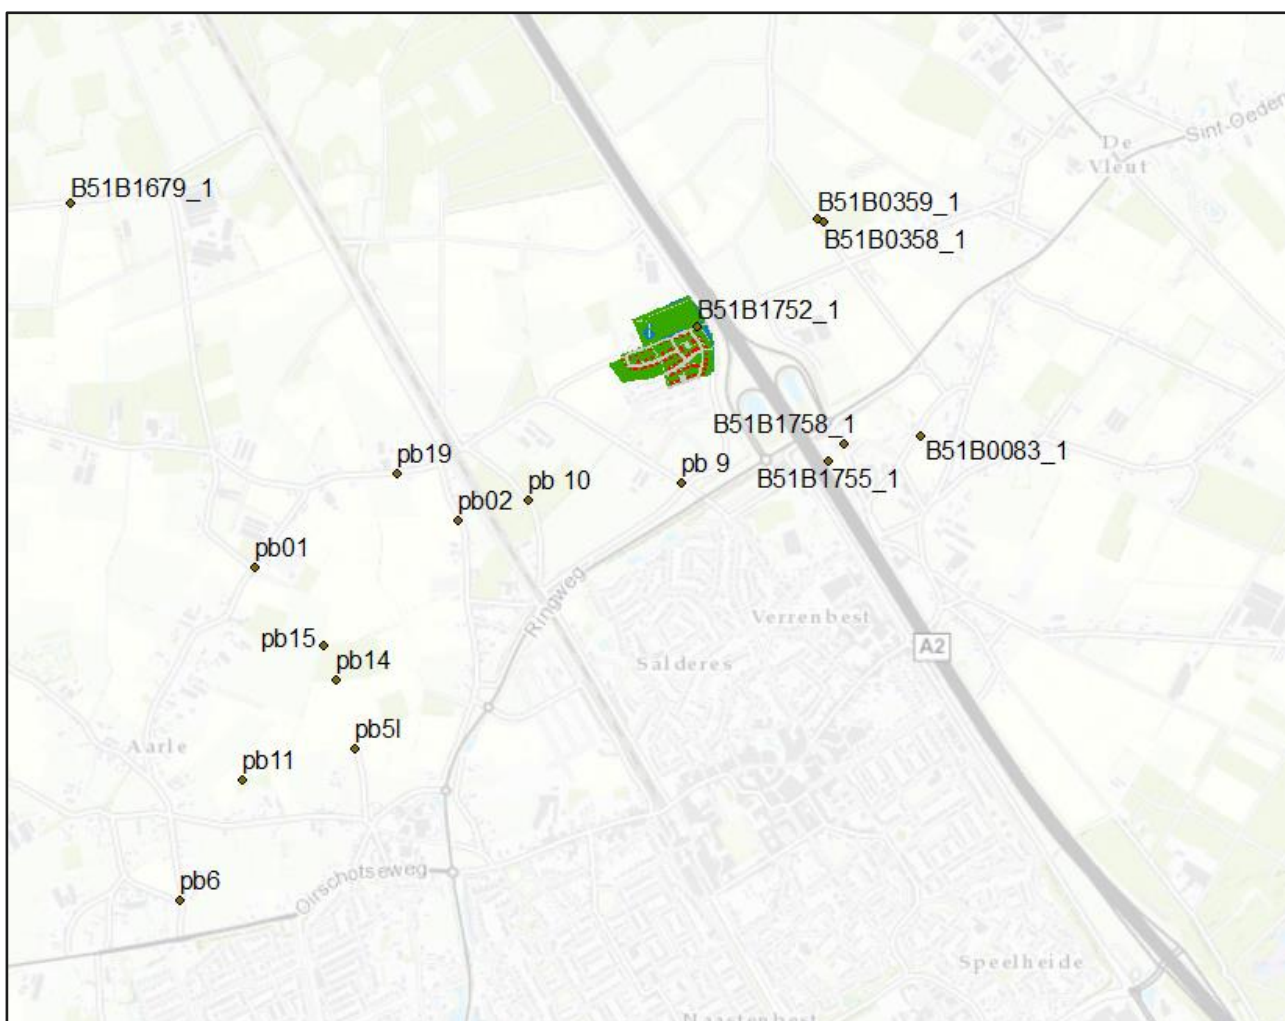 De
Vleut
Sint-Oeden
B51B1679_1
B51B0359_1
B51B0358_1
B51B1752_1
B51B1758_1
B51B0083_1
B51B1755_1
pb19
pb 10
pb 9
pb02
pb01
Ringweg
Verrenbest
A2
Salderes
pb15
pb14
pb5l
Aarle
pb11
pb6
Oirschotseweg
Speelheide
Naastenbest